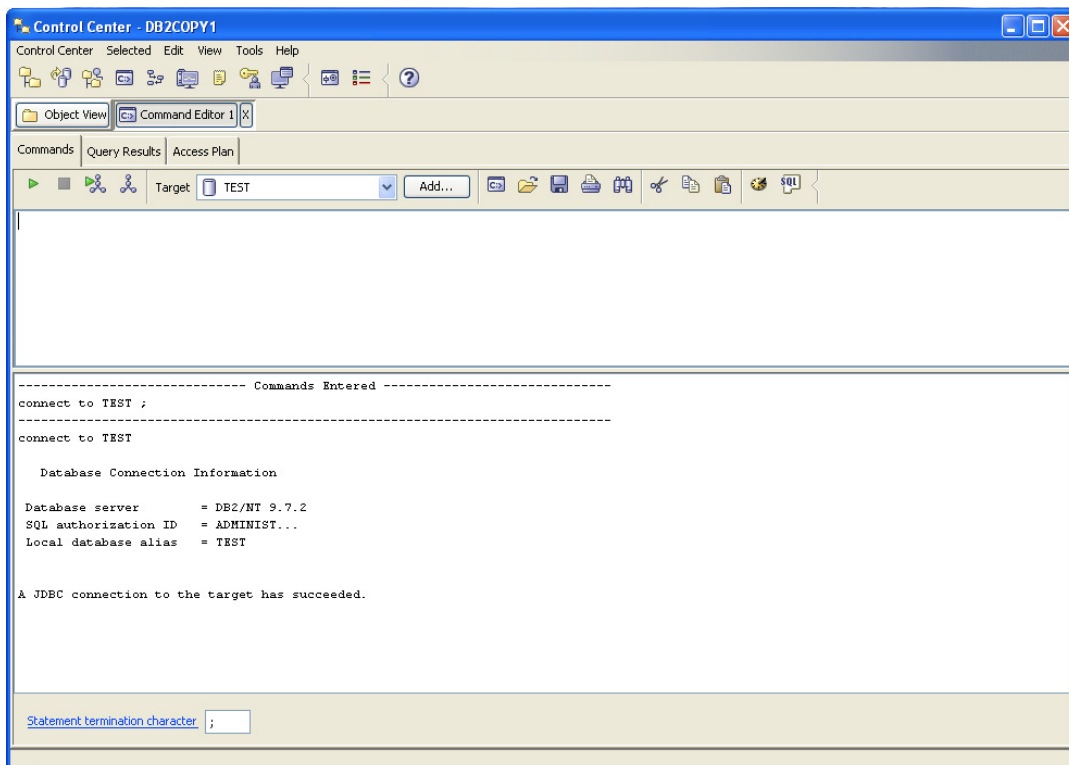 Control Center - DB2COPY1
Control Center Selected Edit View Tools Help
Object View Command Editor 1 X
Commands Query Results Access Plan
Target TEST Add... SQL
------------------------------ Commands Entered ------------------------------
connect to TEST ;
------------------------------------------------------------------------------
connect to TEST
Database Connection Information
Database server = DB2/NT 9.7.2
SQL authorization ID = ADMINIST...
Local database alias = TEST
A JDBC connection to the target has succeeded.
Statement termination character ;